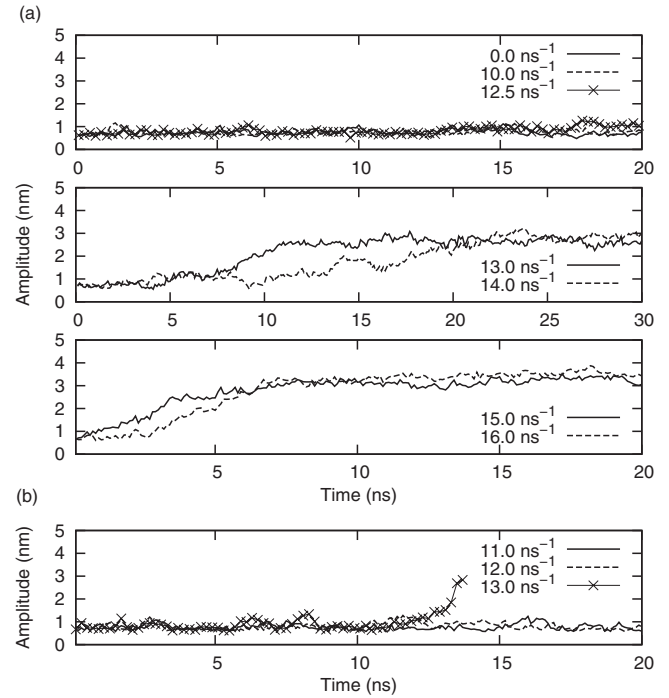 (a)
5
4
3
2
1
0
0 5 10 15 20
0.0 ns⁻¹
10.0 ns⁻¹
12.5 ns⁻¹
Amplitude (nm)
5
4
3
2
1
0
0 5 10 15 20 25 30
13.0 ns⁻¹
14.0 ns⁻¹
5
4
3
2
1
0
5 10 15 20
15.0 ns⁻¹
16.0 ns⁻¹
Time (ns)
(b)
Amplitude (nm)
5
4
3
2
1
0
5 10 15 20
11.0 ns⁻¹
12.0 ns⁻¹
13.0 ns⁻¹
Time (ns)